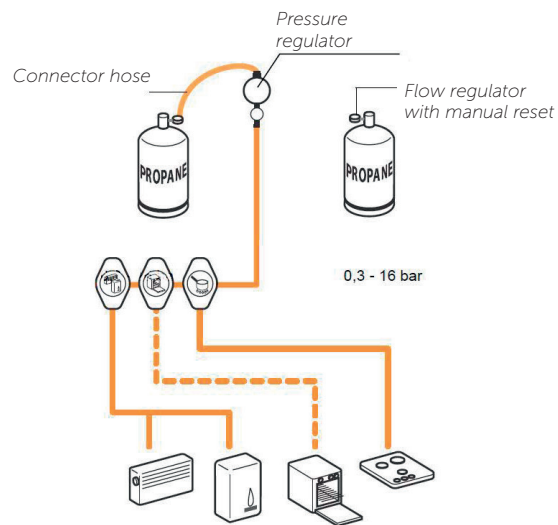 Pressure
regulator
Connector hose
Flow regulator
with manual reset
PROPANE
PROPANE
0,3 - 16 bar